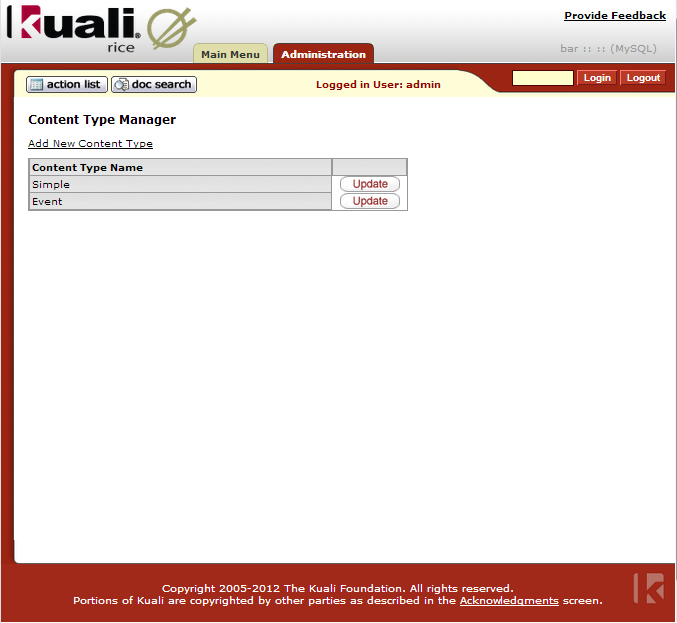 Kuali®
rice
Provide Feedback
bar :: :: (MySQL)
Main Menu
Administration
action list
doc search
Logged in User: admin
Login
Logout
Content Type Manager
Add New Content Type
Content Type Name
Simple
Update
Event
Update
Copyright 2005-2012 The Kuali Foundation. All rights reserved.
Portions of Kuali are copyrighted by other parties as described in the Acknowledgments screen.